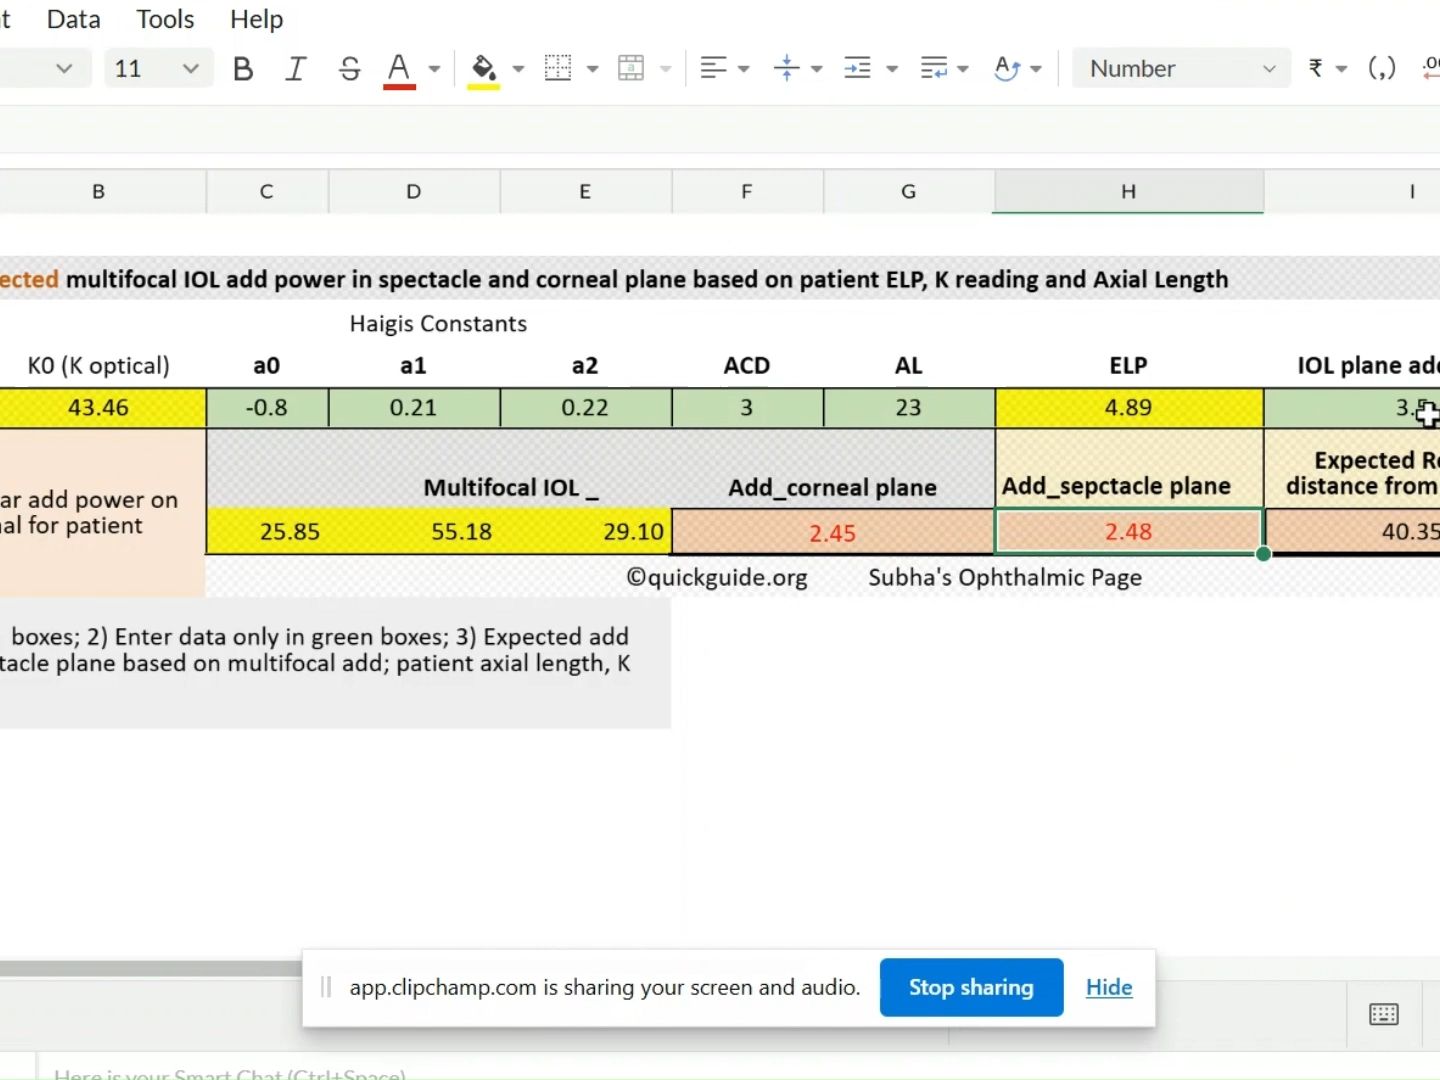 Data Tools Help
11 B I S A Number ₹ (,)
B C D E F G H I
ected multifocal IOL add power in spectacle and corneal plane based on patient ELP, K reading and Axial Length
Haigis Constants
K0 (K optical) a0 a1 a2 ACD AL ELP IOL plane
43.46 -0.8 0.21 0.22 3 23 4.89 3.
Expected
ar add power on Multifocal IOL _ Add_corneal plane Add_sepctacle plane distance from
al for patient 25.85 55.18 29.10 2.45 2.48 40.35
©quickguide.org Subha's Ophthalmic Page
boxes; 2) Enter data only in green boxes; 3) Expected add
tacle plane based on multifocal add; patient axial length, K
app.clipchamp.com is sharing your screen and audio. Stop sharing Hide
Here is your Smart Chat (Ctrl+Space)